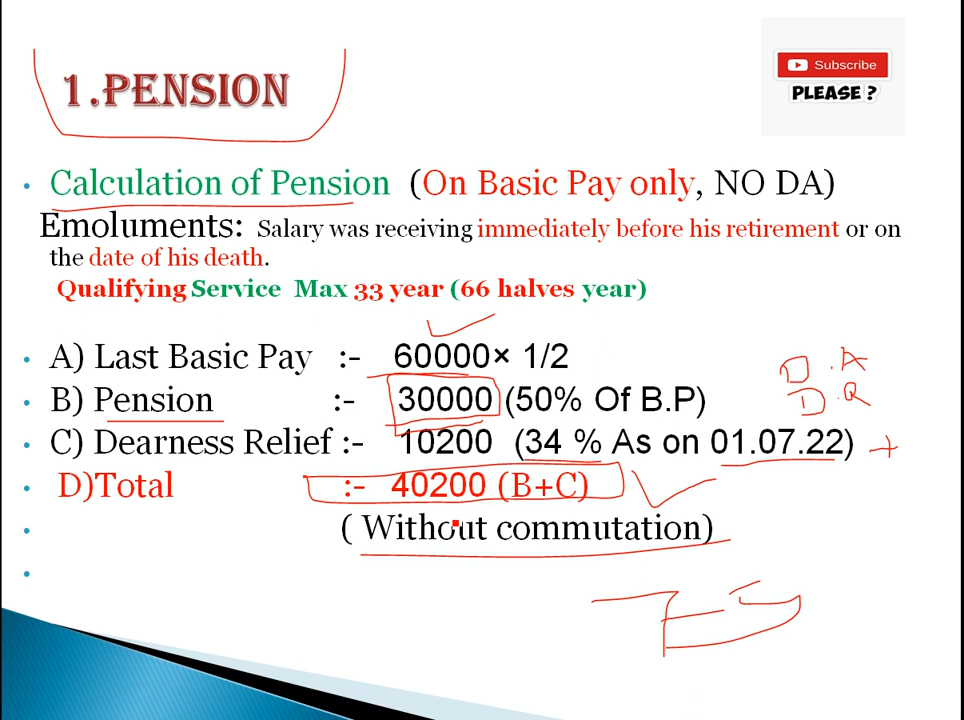 Subscribe
PLEASE ?
1.PENSION
• Calculation of Pension (On Basic Pay only, NO DA)
Emoluments: Salary was receiving immediately before his retirement or on
the date of his death.
Qualifying Service Max 33 year (66 halves year)
• A) Last Basic Pay :- 60000× 1/2
• B) Pension :- 30000 (50% Of B.P)
• C) Dearness Relief :- 10200 (34 % As on 01.07.22) +
• D)Total :- 40200 (B+C)
• ( Without commutation)
•
D.A
D.R